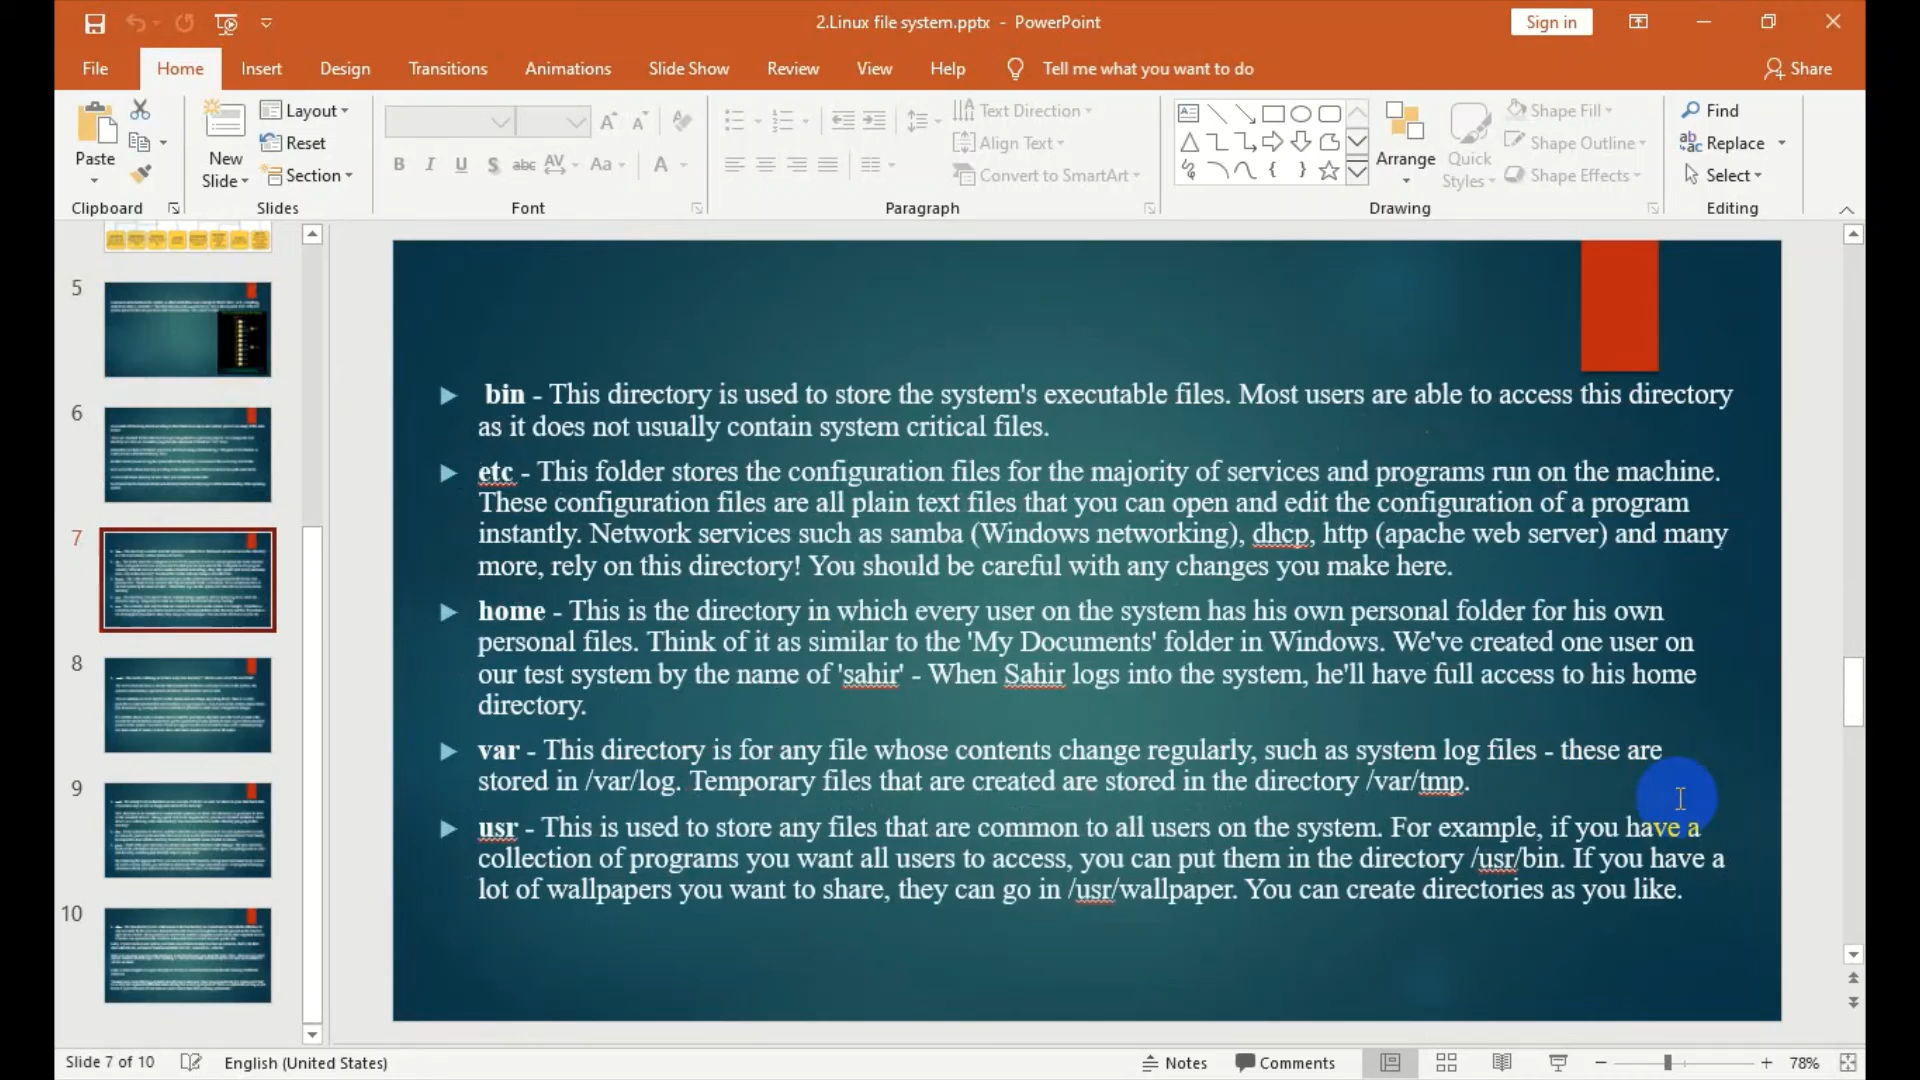 2.Linux file system.pptx - PowerPoint
Sign in
File Home Insert Design Transitions Animations Slide Show Review View Help Tell me what you want to do Share
Paste
New Slide
Layout
Reset
Section
B I U S abc AV Aa A
Text Direction
Align Text
Convert to SmartArt
Arrange
Quick Styles
Shape Fill
Shape Outline
Shape Effects
Find
Replace
Select
Clipboard Slides Font Paragraph Drawing Editing
5
6
7
8
9
10
bin - This directory is used to store the system's executable files. Most users are able to access this directory
as it does not usually contain system critical files.
etc - This folder stores the configuration files for the majority of services and programs run on the machine.
These configuration files are all plain text files that you can open and edit the configuration of a program
instantly. Network services such as samba (Windows networking), dhcp, http (apache web server) and many
more, rely on this directory! You should be careful with any changes you make here.
home - This is the directory in which every user on the system has his own personal folder for his own
personal files. Think of it as similar to the 'My Documents' folder in Windows. We've created one user on
our test system by the name of 'sahir' - When Sahir logs into the system, he'll have full access to his home
directory.
var - This directory is for any file whose contents change regularly, such as system log files - these are
stored in /var/log. Temporary files that are created are stored in the directory /var/tmp.
usr - This is used to store any files that are common to all users on the system. For example, if you have a
collection of programs you want all users to access, you can put them in the directory /usr/bin. If you have a
lot of wallpapers you want to share, they can go in /usr/wallpaper. You can create directories as you like.
Slide 7 of 10 English (United States) Notes Comments 78%